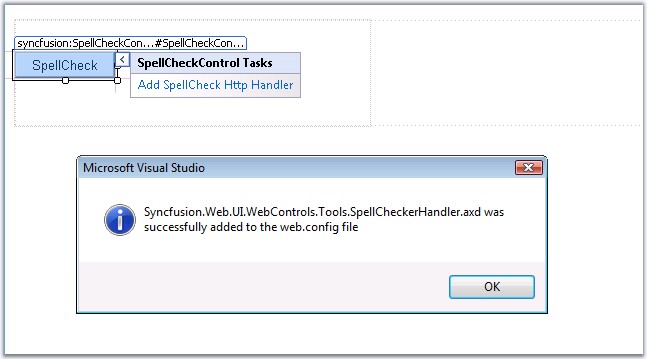 syncfusion:SpellCheckCon...#SpellCheckCon...
SpellCheck
<
SpellCheckControl Tasks
Add SpellCheck Http Handler
Microsoft Visual Studio
Syncfusion.Web.UI.WebControls.Tools.SpellCheckerHandler.axd was
successfully added to the web.config file
OK